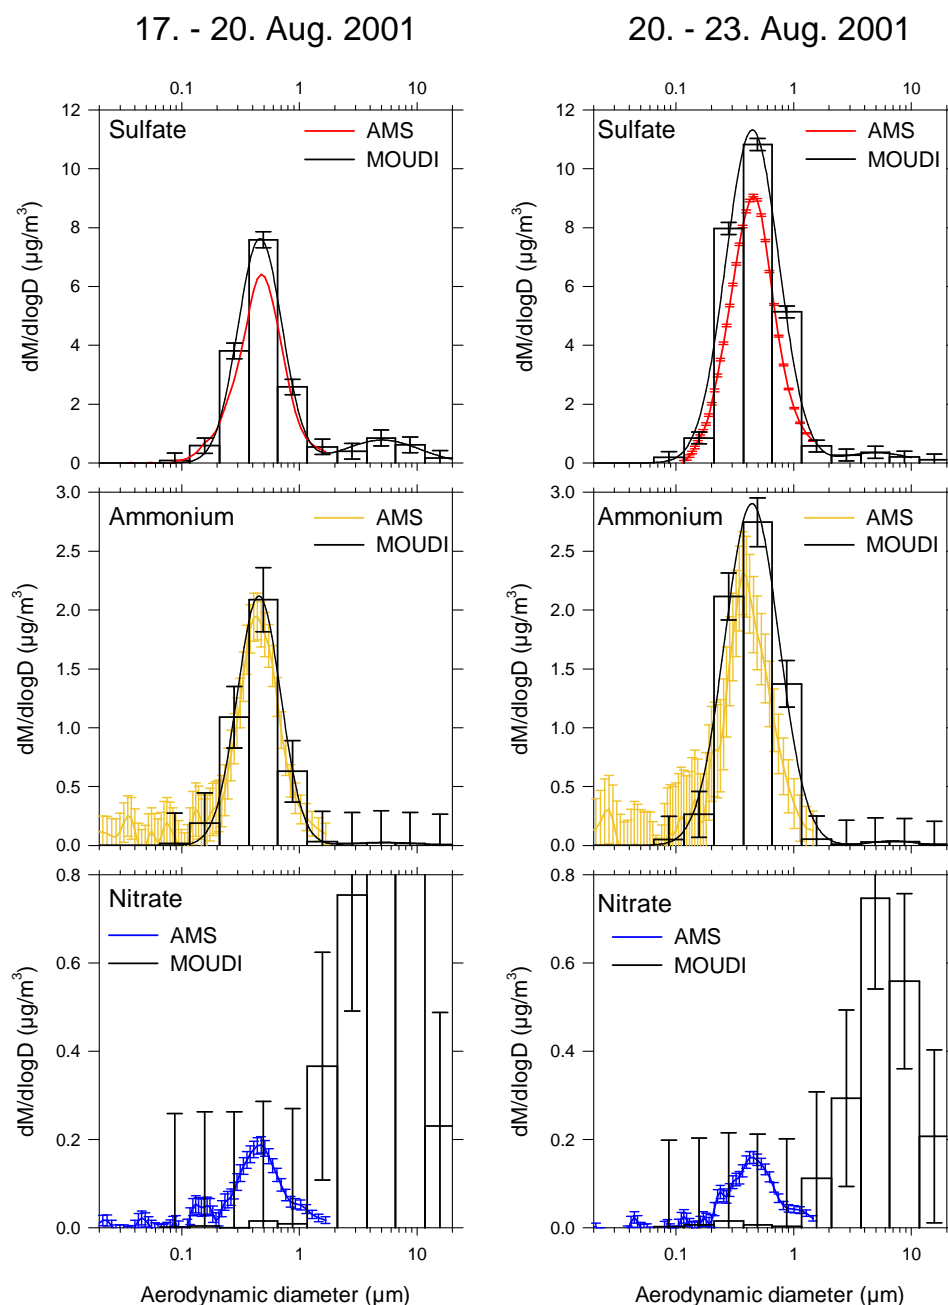 17. - 20. Aug. 2001
20. - 23. Aug. 2001
0.1 1 10
0.1 1 10
12
10
8
6
4
2
0
dM/dlogD (µg/m³)
Sulfate
AMS
MOUDI
12
10
8
6
4
2
0
dM/dlogD (µg/m³)
Sulfate
AMS
MOUDI
3.0
2.5
2.0
1.5
1.0
0.5
0.0
dM/dlogD (µg/m³)
Ammonium
AMS
MOUDI
3.0
2.5
2.0
1.5
1.0
0.5
0.0
dM/dlogD (µg/m³)
Ammonium
AMS
MOUDI
0.8
0.6
0.4
0.2
0.0
dM/dlogD (µg/m³)
Nitrate
AMS
MOUDI
0.8
0.6
0.4
0.2
0.0
dM/dlogD (µg/m³)
Nitrate
AMS
MOUDI
0.1 1 10
0.1 1 10
Aerodynamic diameter (µm)
Aerodynamic diameter (µm)